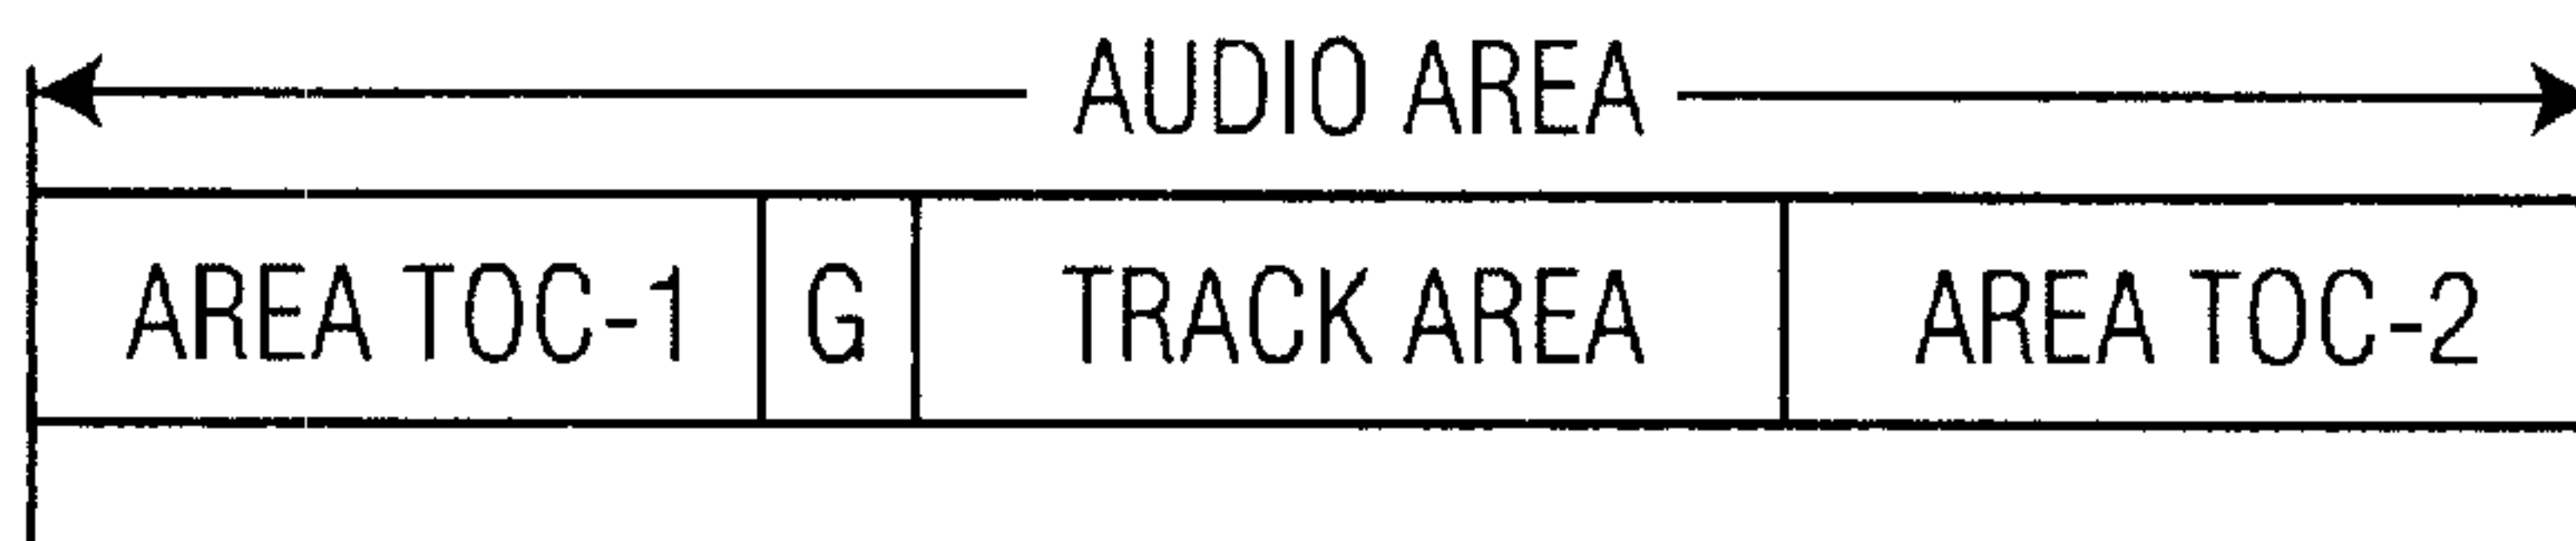 AUDIO AREA
AREA TOC-1 G TRACK AREA AREA TOC-2